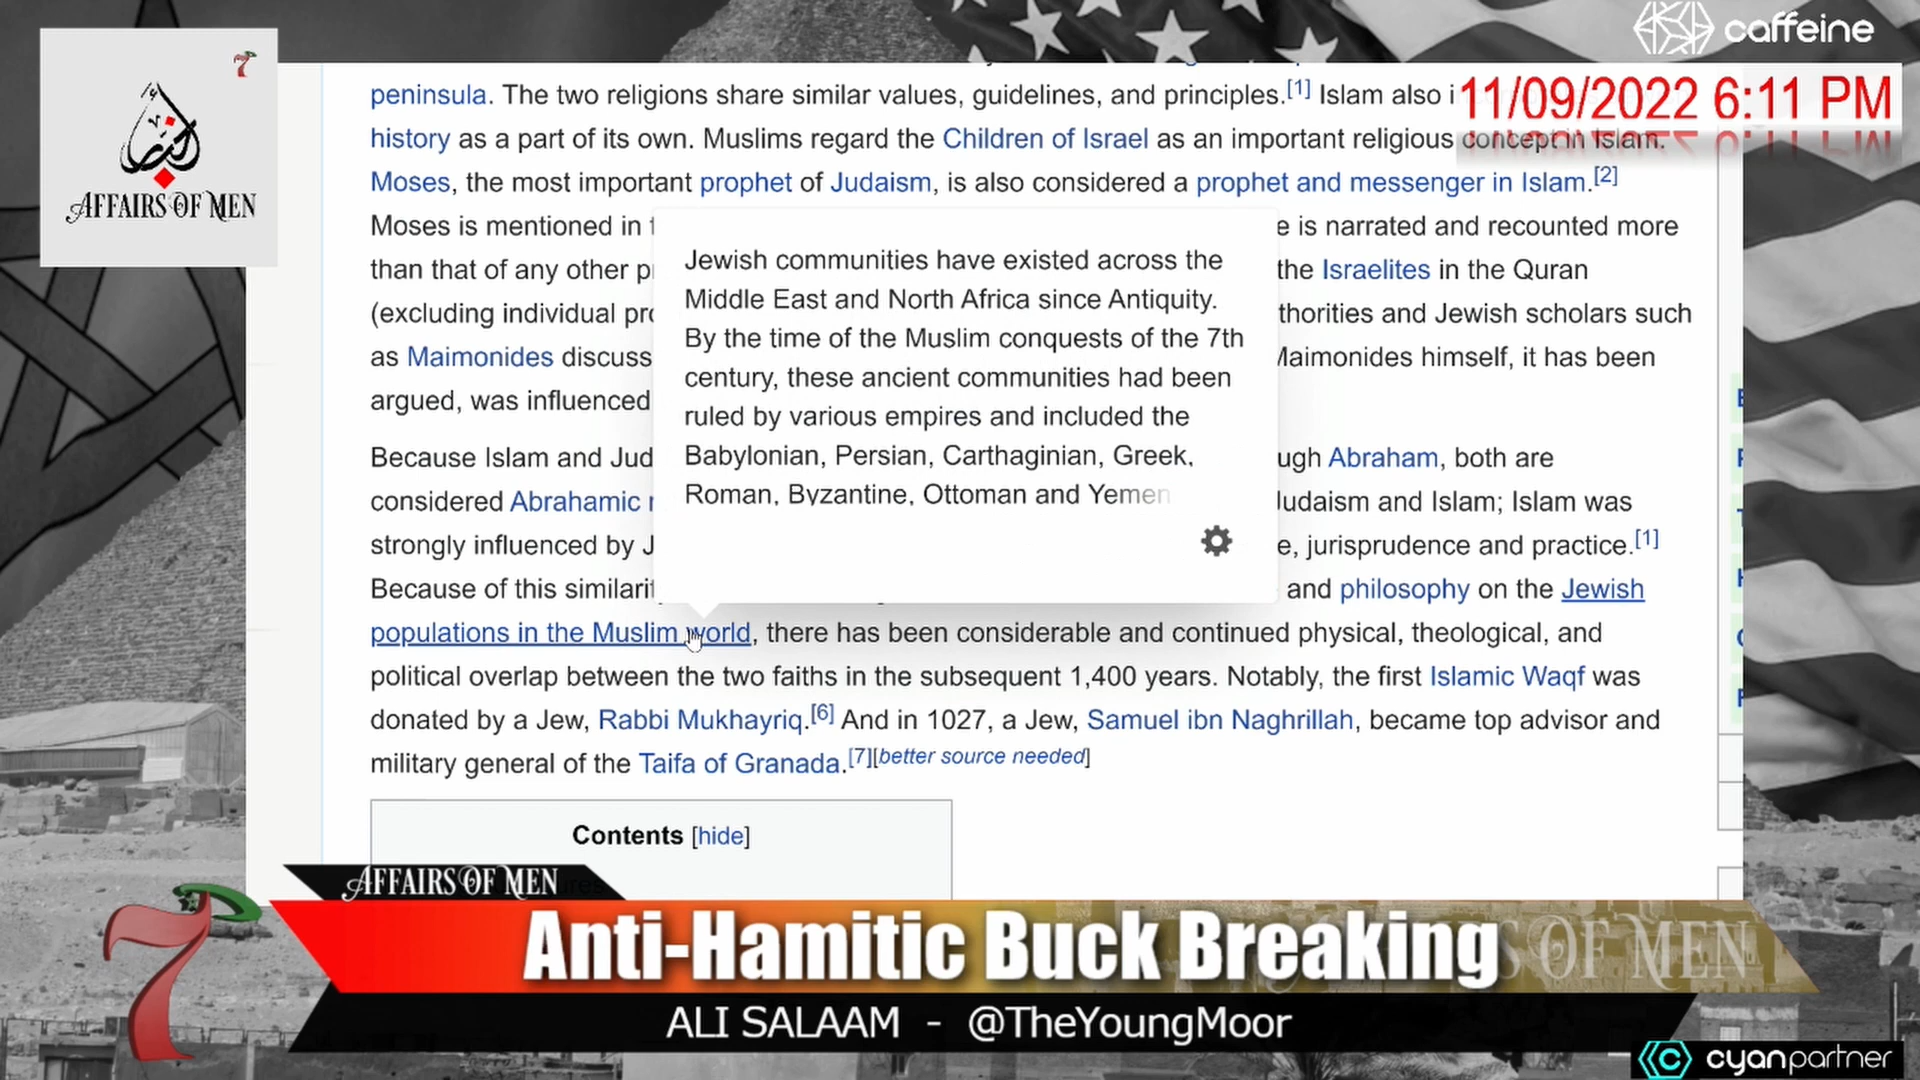 caffeine
11/09/2022 6:11 PM
AFFAIRS OF MEN
peninsula. The two religions share similar values, guidelines, and principles.[1] Islam also i
history as a part of its own. Muslims regard the Children of Israel as an important religious concept in Islam.
Moses, the most important prophet of Judaism, is also considered a prophet and messenger in Islam.[2]
Moses is mentioned in e is narrated and recounted more
than that of any other the Israelites in the Quran
(excluding individual thorities and Jewish scholars such
as Maimonides discuss Maimonides himself, it has been
argued, was influenced
Because Islam and Jud ugh Abraham, both are
considered Abrahamic Judaism and Islam; Islam was
strongly influenced by J e, jurisprudence and practice.[1]
Because of this similarit and philosophy on the Jewish
populations in the Muslim world, there has been considerable and continued physical, theological, and
political overlap between the two faiths in the subsequent 1,400 years. Notably, the first Islamic Waqf was
donated by a Jew, Rabbi Mukhayriq.[6] And in 1027, a Jew, Samuel ibn Naghrillah, became top advisor and
military general of the Taifa of Granada.[7][better source needed]
Jewish communities have existed across the
Middle East and North Africa since Antiquity.
By the time of the Muslim conquests of the 7th
century, these ancient communities had been
ruled by various empires and included the
Babylonian, Persian, Carthaginian, Greek,
Roman, Byzantine, Ottoman and Yemen
Contents [hide]
AFFAIRS OF MEN
Anti-Hamitic Buck Breaking
S OF MEN
ALI SALAAM - @TheYoungMoor
7
cyanpartner